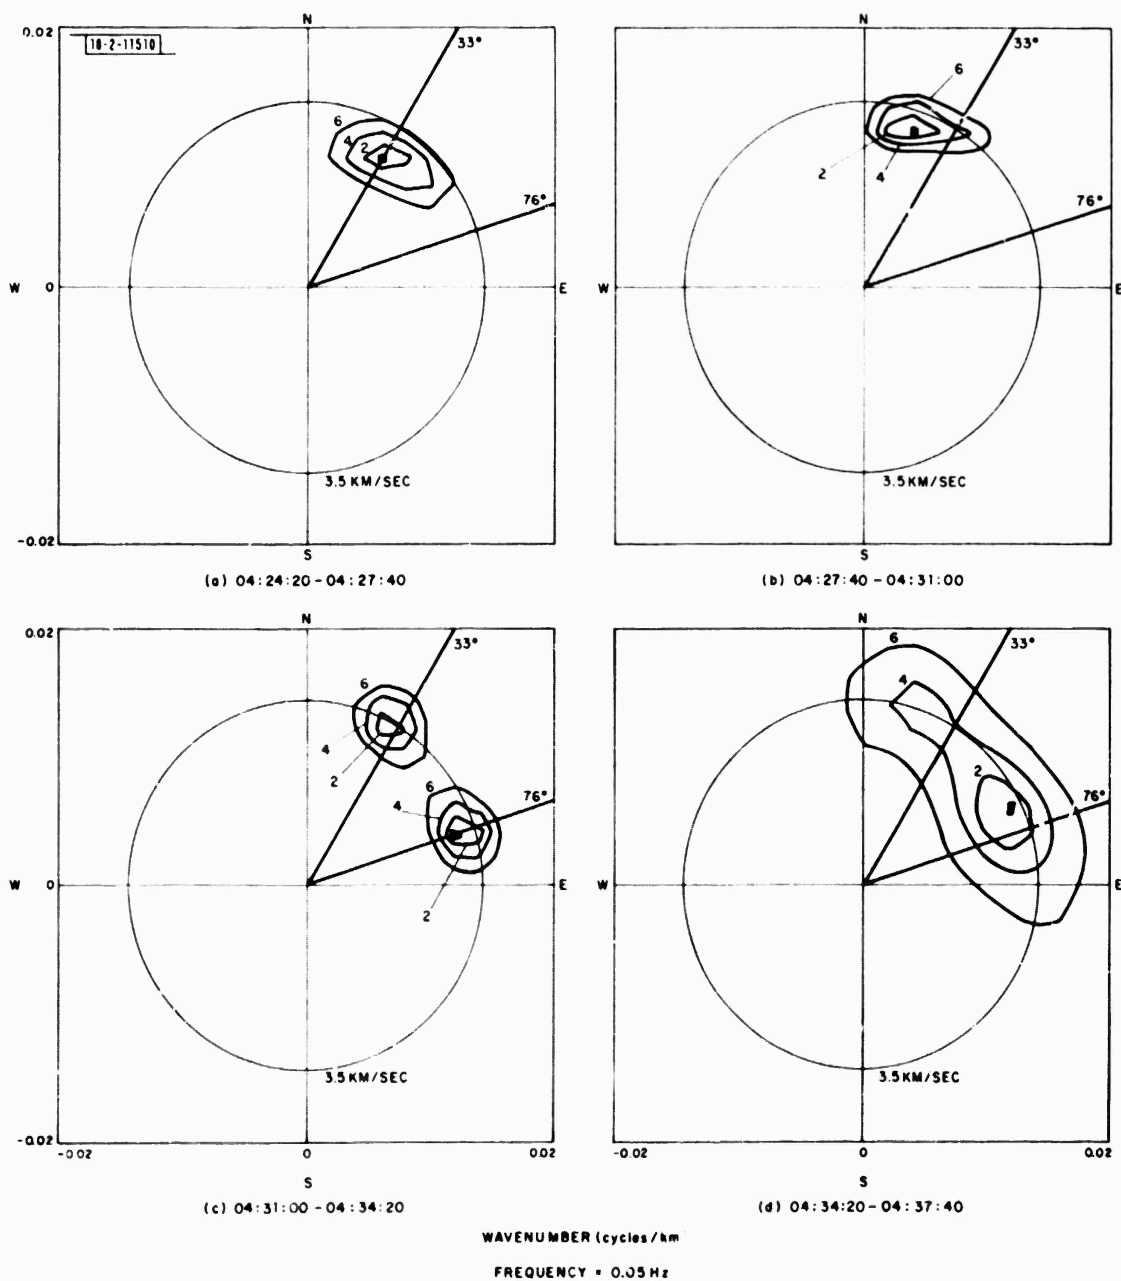 0.02
18-2-11510
N
33°
76°
6
4
2
W
0
E
3.5 KM/SEC
-0.02
S
(a) 04:24:20-04:27:40
N
33°
76°
6
2
4
W
E
3.5 KM/SEC
S
(b) 04:27:40-04:31:00
0.02
N
33°
76°
6
4
2
6
4
2
W
0
E
3.5 KM/SEC
-0.02
-0.02
0
0.02
S
(c) 04:31:00-04:34:20
N
6
33°
4
2
76°
W
E
3.5 KM/SEC
-0.02
0
0.02
S
(d) 04:34:20-04:37:40
WAVENUMBER (cycles/km
FREQUENCY = 0.05 Hz